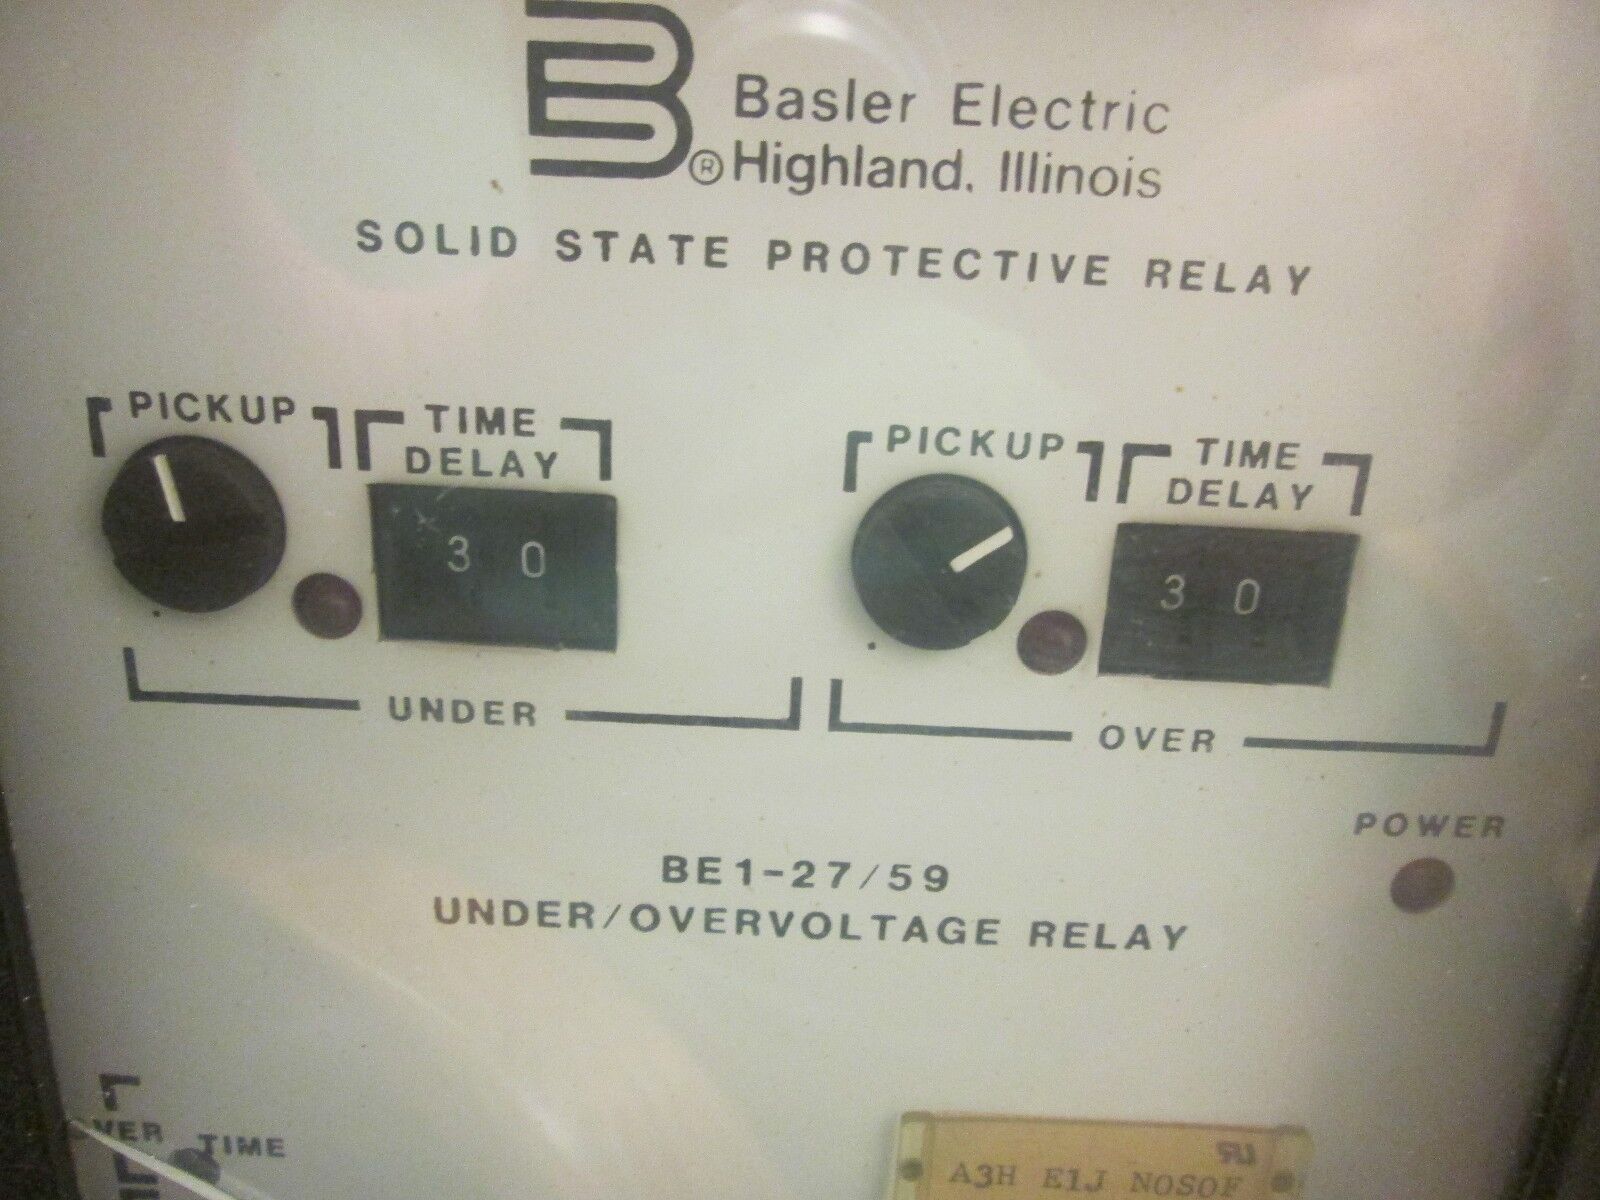 Basler Electric
® Highland, Illinois
SOLID STATE PROTECTIVE RELAY
PICKUP
TIME
DELAY
3 0
UNDER
PICKUP
TIME
DELAY
3 0
OVER
POWER
BE1-27/59
UNDER/OVERVOLTAGE RELAY
TIME
A3H E1J N0S0F